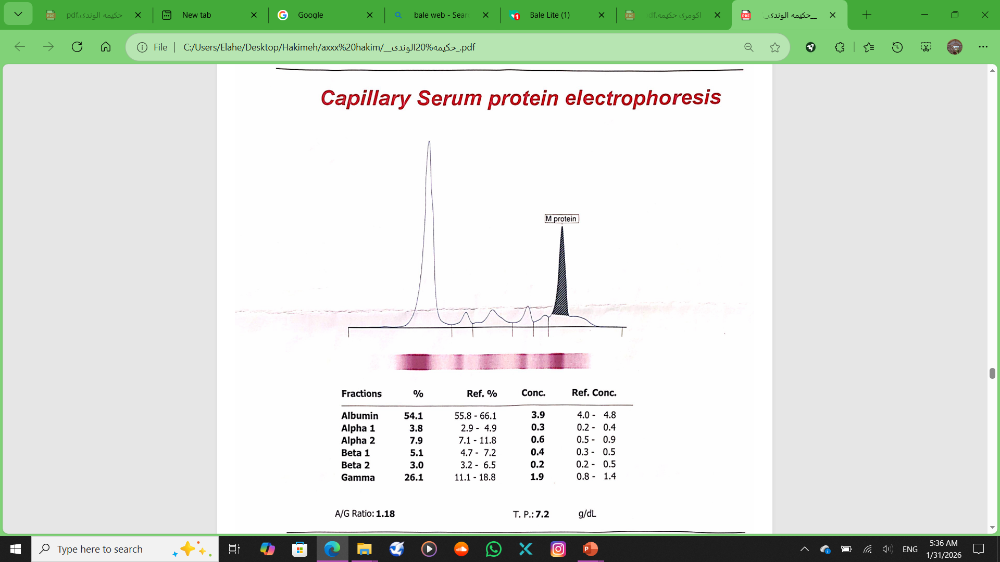 حکیمه الوندی.pdf
New tab
Google
bale web - Sear
Bale Lite (1)
اکومری حکیمه.pdf
__حکیمه الوندی_
File
C:/Users/Elahe/Desktop/Hakimeh/axxx%20hakim/__حکیمه%20الوندی_.pdf
Capillary Serum protein electrophoresis
M protein
Fractions % Ref. % Conc. Ref. Conc.
Albumin 54.1 55.8 - 66.1 3.9 4.0 - 4.8
Alpha 1 3.8 2.9 - 4.9 0.3 0.2 - 0.4
Alpha 2 7.9 7.1 - 11.8 0.6 0.5 - 0.9
Beta 1 5.1 4.7 - 7.2 0.4 0.3 - 0.5
Beta 2 3.0 3.2 - 6.5 0.2 0.2 - 0.5
Gamma 26.1 11.1 - 18.8 1.9 0.8 - 1.4
A/G Ratio: 1.18 T. P.: 7.2 g/dL
Type here to search
ENG
5:36 AM
1/31/2026